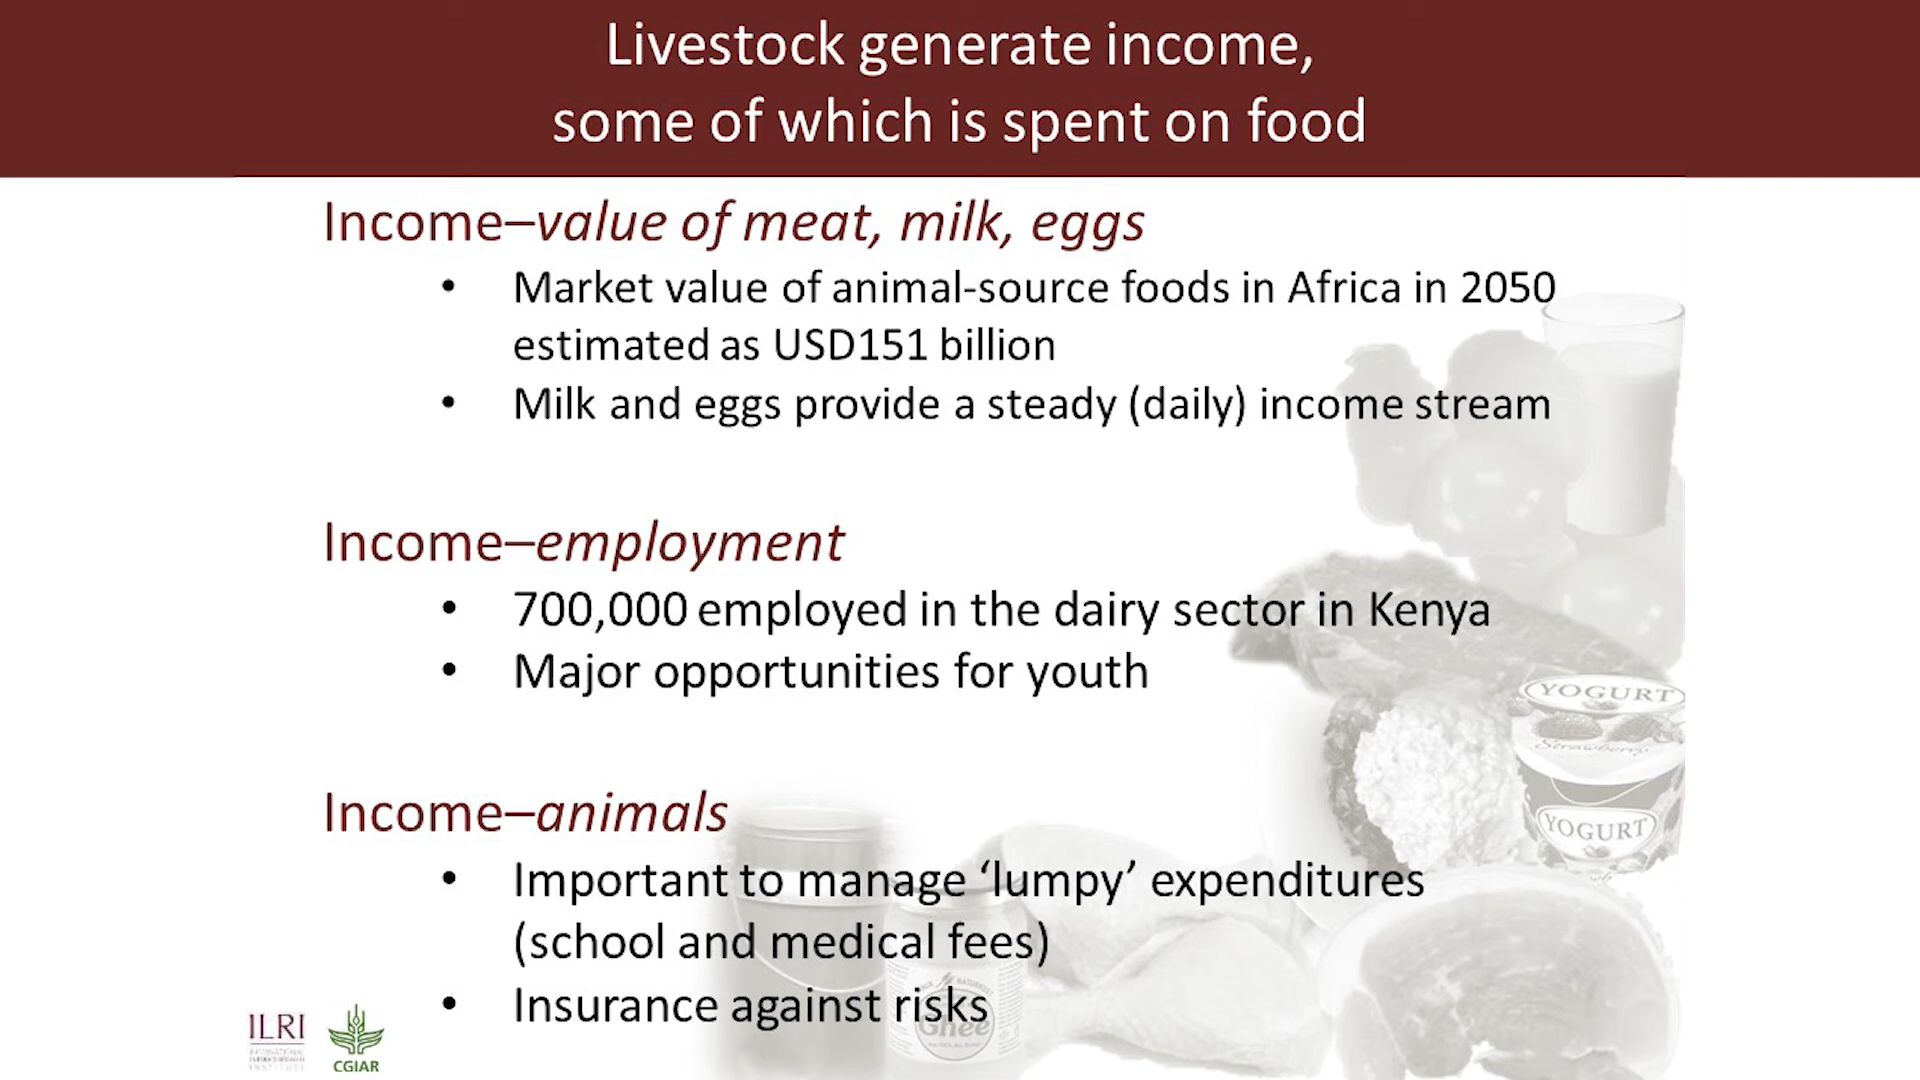 Livestock generate income,
some of which is spent on food
Income–value of meat, milk, eggs
• Market value of animal-source foods in Africa in 2050
estimated as USD151 billion
• Milk and eggs provide a steady (daily) income stream
Income–employment
• 700,000 employed in the dairy sector in Kenya
• Major opportunities for youth
YOGURT
Strawberry
YOGURT
Income–animals
• Important to manage ‘lumpy’ expenditures
(school and medical fees)
• Insurance against risks
Ghee
ILRI
INTERNATIONAL
CGIAR